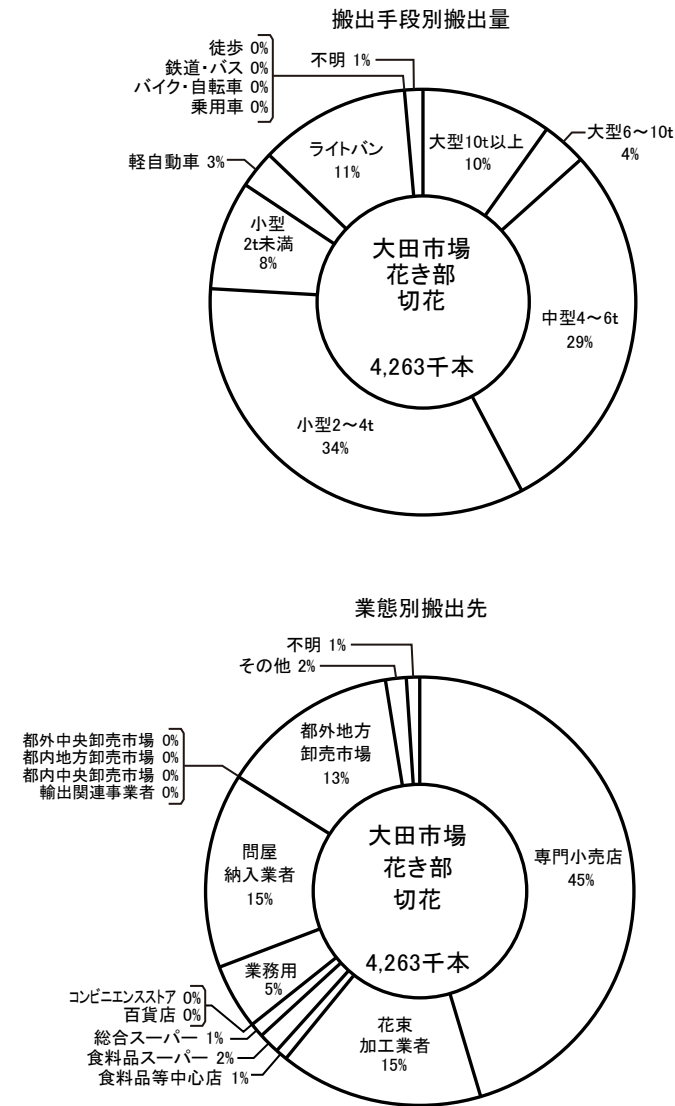 搬出手段別搬出量
徒歩 0%
鉄道・バス 0%
バイク・自転車 0%
乗用車 0%
不明 1%
大型10t以上
10%
大型6～10t
4%
ライトバン
11%
軽自動車 3%
小型
2t未満
8%
中型4～6t
29%
小型2～4t
34%
大田市場
花き部
切花
4,263千本
業態別搬出先
不明 1%
その他 2%
都外地方
卸売市場
13%
都外中央卸売市場 0%
都内地方卸売市場 0%
都内中央卸売市場 0%
輸出関連事業者 0%
専門小売店
45%
問屋
納入業者
15%
大田市場
花き部
切花
4,263千本
業務用
5%
コンビニエンスストア 0%
百貨店 0%
総合スーパー 1%
食料品スーパー 2%
食料品等中心店 1%
花束
加工業者
15%